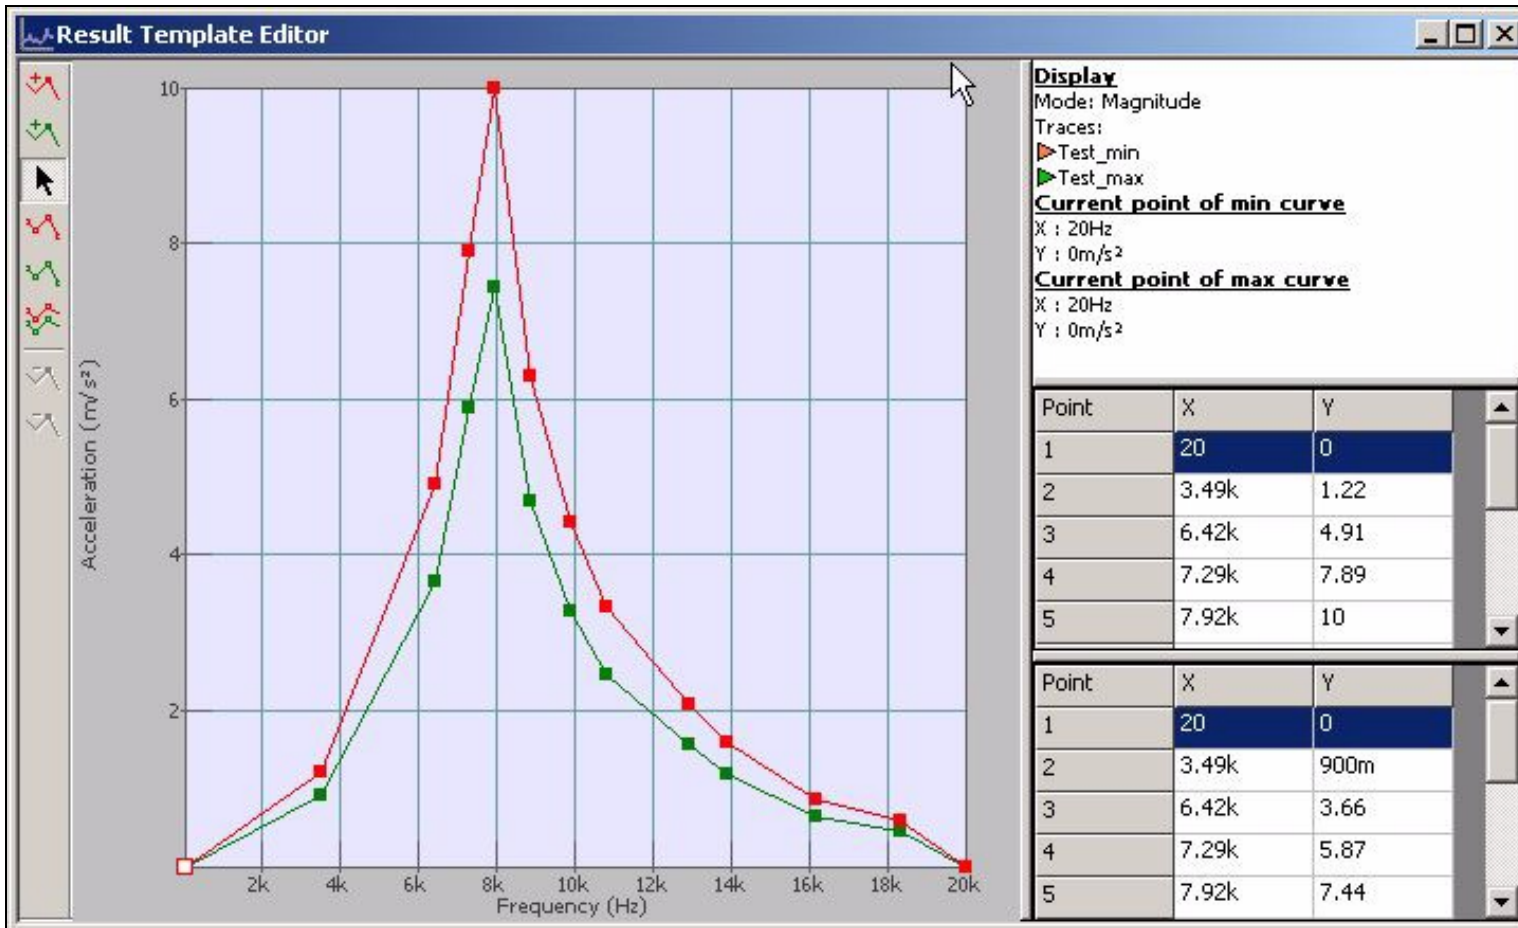 Result Template Editor
10
8
6
4
2
Acceleration (m/s²)
2k 4k 6k 8k 10k 12k 14k 16k 18k 20k
Frequency (Hz)
Display
Mode: Magnitude
Traces:
Test_min
Test_max
Current point of min curve
X : 20Hz
Y : 0m/s²
Current point of max curve
X : 20Hz
Y : 0m/s²
Point X Y
1 20 0
2 3.49k 1.22
3 6.42k 4.91
4 7.29k 7.89
5 7.92k 10
Point X Y
1 20 0
2 3.49k 900m
3 6.42k 3.66
4 7.29k 5.87
5 7.92k 7.44